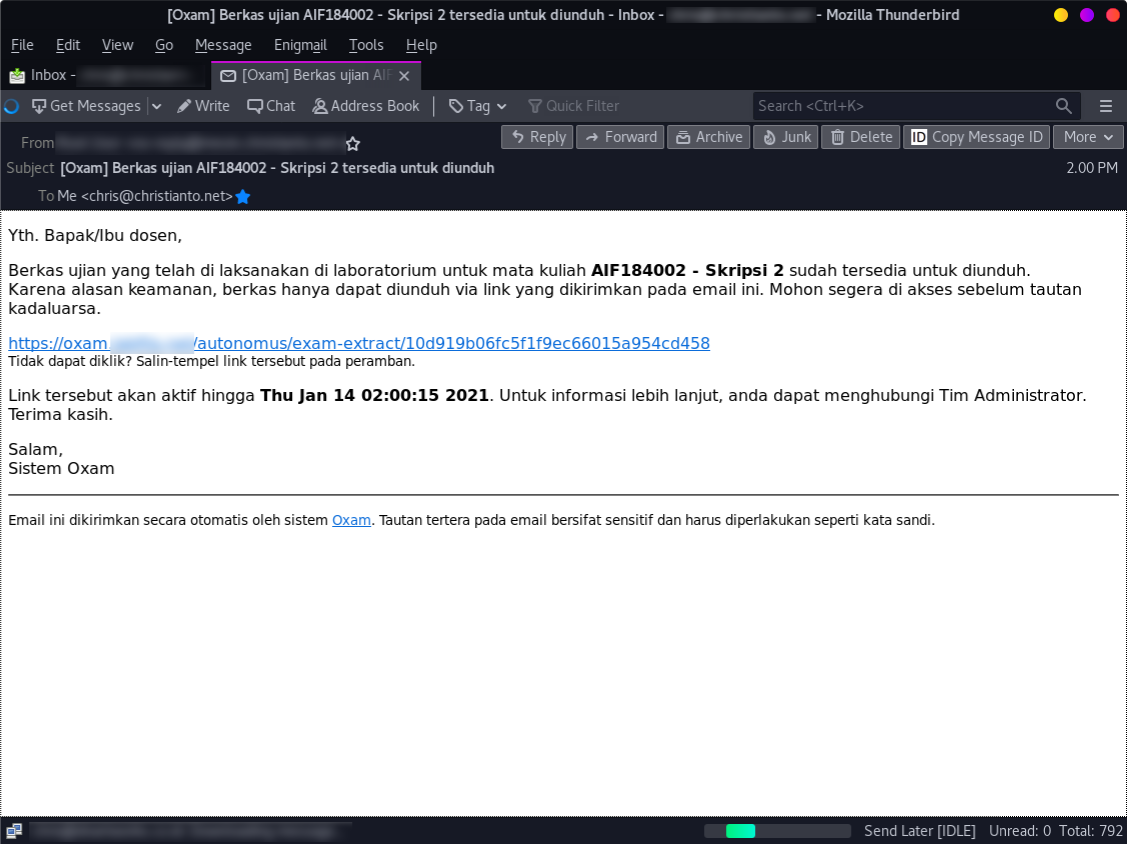 [Oxam] Berkas ujian AIF184002 - Skripsi 2 tersedia untuk diunduh - Inbox - - Mozilla Thunderbird
File Edit View Go Message Enigmail Tools Help
Inbox - [Oxam] Berkas ujian AIF
Get Messages Write Chat Address Book Tag Quick Filter Search <Ctrl+K>
From Reply Forward Archive Junk Delete ID Copy Message ID More
Subject [Oxam] Berkas ujian AIF184002 - Skripsi 2 tersedia untuk diunduh 2.00 PM
To Me <chris@christianto.net>
Yth. Bapak/Ibu dosen,
Berkas ujian yang telah di laksanakan di laboratorium untuk mata kuliah AIF184002 - Skripsi 2 sudah tersedia untuk diunduh.
Karena alasan keamanan, berkas hanya dapat diunduh via link yang dikirimkan pada email ini. Mohon segera di akses sebelum tautan
kadaluarsa.
https://oxam. /autonomus/exam-extract/10d919b06fc5f1f9ec66015a954cd458
Tidak dapat diklik? Salin-tempel link tersebut pada peramban.
Link tersebut akan aktif hingga Thu Jan 14 02:00:15 2021. Untuk informasi lebih lanjut, anda dapat menghubungi Tim Administrator.
Terima kasih.
Salam,
Sistem Oxam
Email ini dikirimkan secara otomatis oleh sistem Oxam. Tautan tertera pada email bersifat sensitif dan harus diperlakukan seperti kata sandi.
Send Later [IDLE] Unread: 0 Total: 792